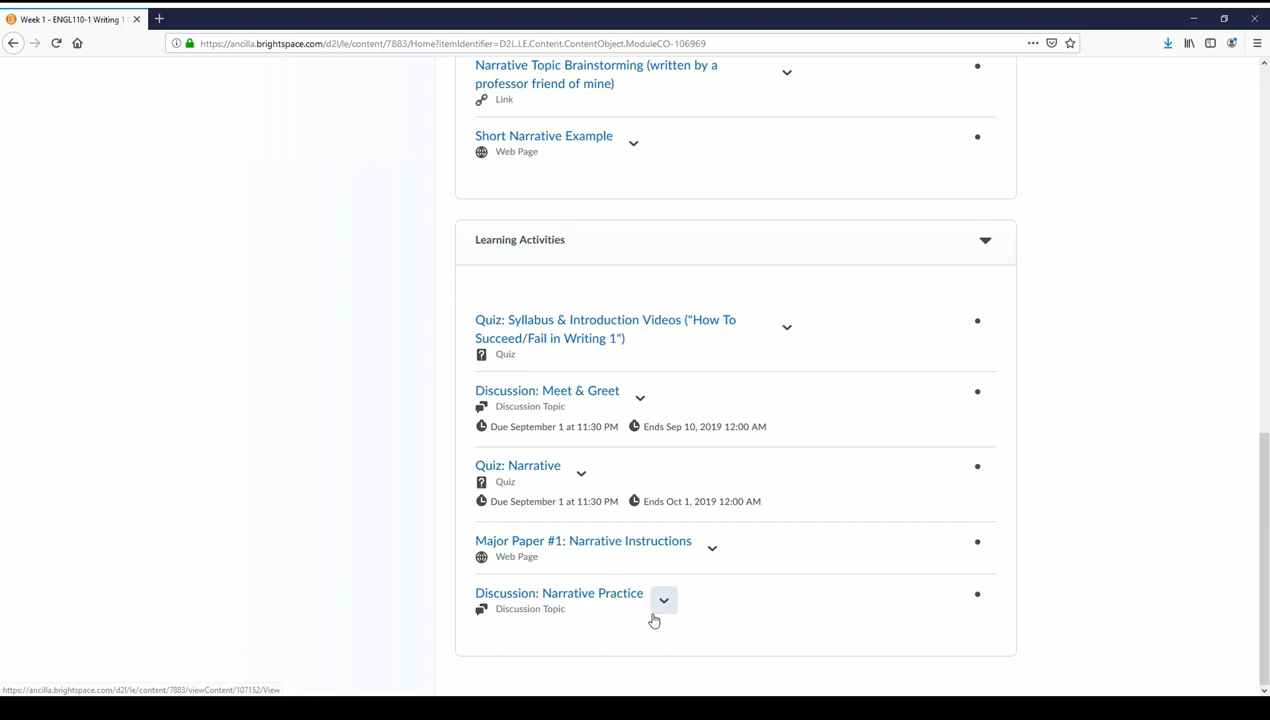 Week 1 - ENGL110-1 Writing 1
https://ancilla.brightspace.com/d2l/le/content/7883/Home?itemIdentifier=D2L.LE.Content.ContentObject.ModuleCO-106969
Narrative Topic Brainstorming (written by a
professor friend of mine)
Link
Short Narrative Example
Web Page
Learning Activities
Quiz: Syllabus & Introduction Videos ("How To
Succeed/Fail in Writing 1")
Quiz
Discussion: Meet & Greet
Discussion Topic
Due September 1 at 11:30 PM Ends Sep 10, 2019 12:00 AM
Quiz: Narrative
Quiz
Due September 1 at 11:30 PM Ends Oct 1, 2019 12:00 AM
Major Paper #1: Narrative Instructions
Web Page
Discussion: Narrative Practice
Discussion Topic
https://ancilla.brightspace.com/d2l/le/content/7883/viewContent/107152/View